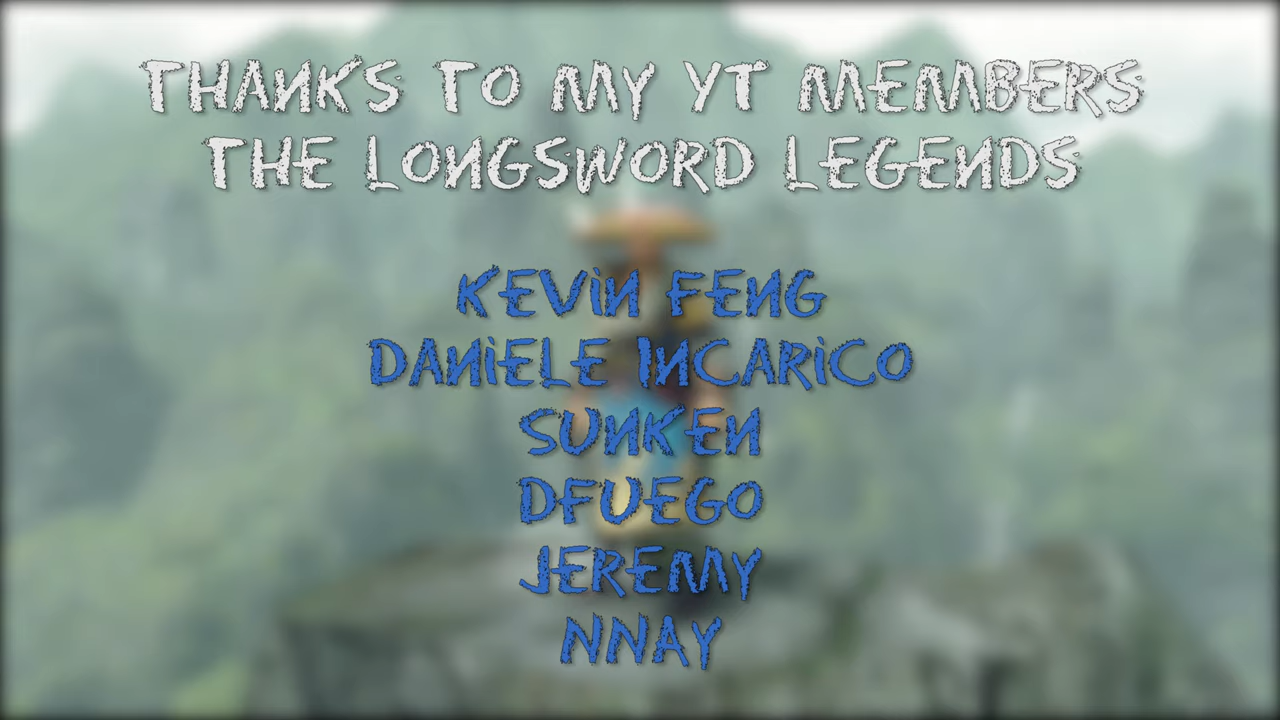 THANKS TO MY YT MEMBERS
THE LONGSWORD LEGENDS
KEViN FENG
DANiELE INCARiCO
SUNKEN
DFUEGO
JEREMY
NNAY